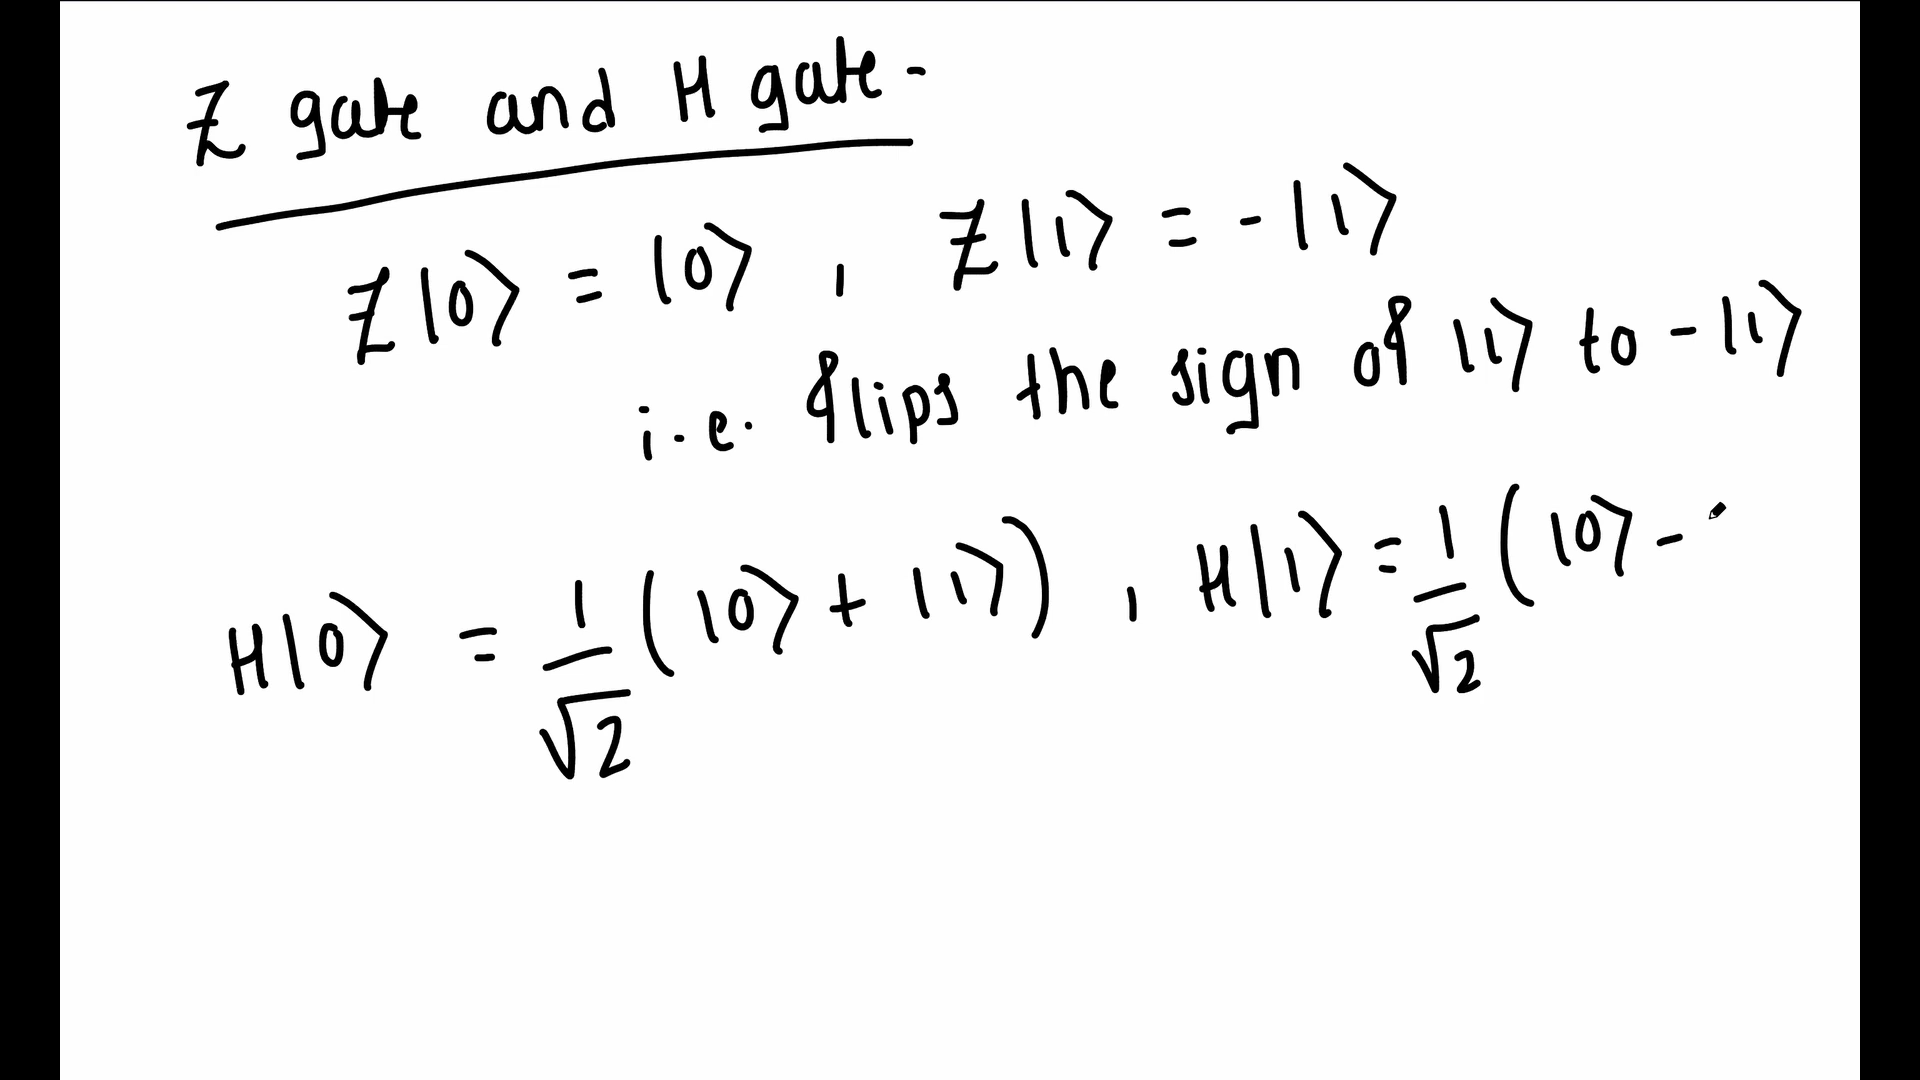 Z gate and H gate -
Z|0⟩ = |0⟩ , Z|1⟩ = -|1⟩
i.e. flips the sign of |1⟩ to -|1⟩
H|0⟩ = 1/√2 (|0⟩ + |1⟩) , H|1⟩ = 1/√2 (|0⟩ -